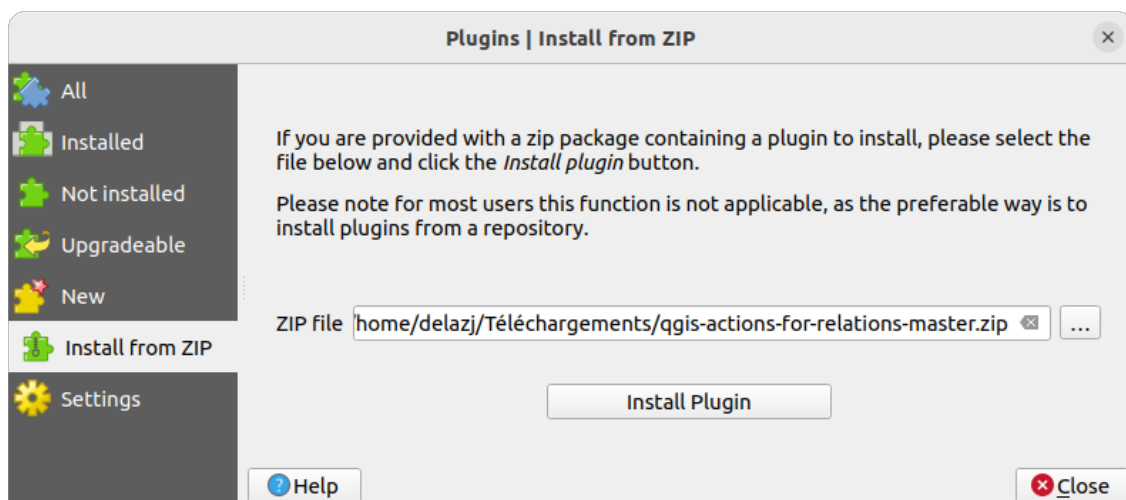 Plugins | Install from ZIP
All
Installed
Not installed
Upgradeable
New
Install from ZIP
Settings
If you are provided with a zip package containing a plugin to install, please select the
file below and click the Install plugin button.
Please note for most users this function is not applicable, as the preferable way is to
install plugins from a repository.
ZIP file /home/delazj/Téléchargements/qgis-actions-for-relations-master.zip ...
Install Plugin
Help
Close